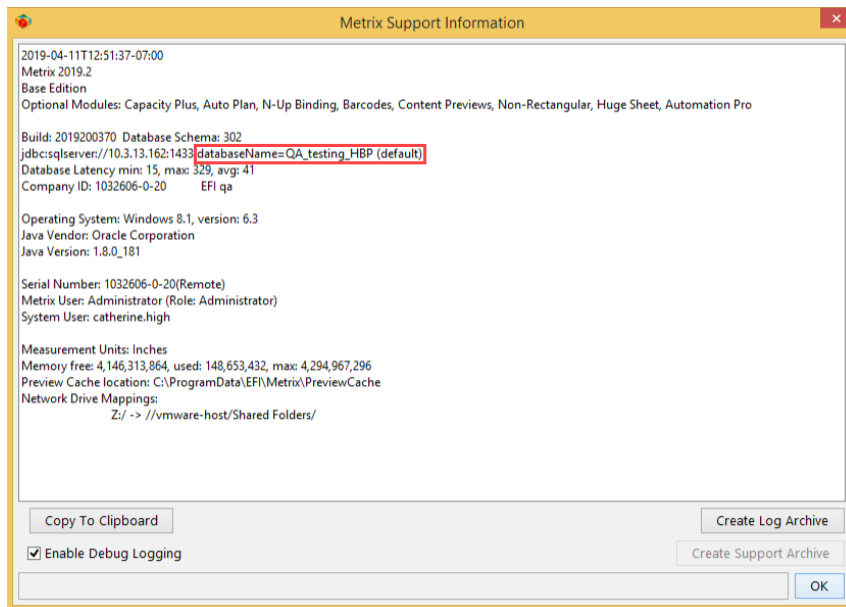 Metrix Support Information
2019-04-11T12:51:37-07:00
Metrix 2019.2
Base Edition
Optional Modules: Capacity Plus, Auto Plan, N-Up Binding, Barcodes, Content Previews, Non-Rectangular, Huge Sheet, Automation Pro
Build: 2019200370  Database Schema: 302
jdbc:sqlserver://10.3.13.162:1433 databaseName=QA_testing_HBP (default)
Database Latency min: 15, max: 329, avg: 41
Company ID: 1032606-0-20 EFI qa
Operating System: Windows 8.1, version: 6.3
Java Vendor: Oracle Corporation
Java Version: 1.8.0_181
Serial Number: 1032606-0-20(Remote)
Metrix User: Administrator (Role: Administrator)
System User: catherine.high
Measurement Units: Inches
Memory free: 4,146,313,864, used: 148,653,432, max: 4,294,967,296
Preview Cache location: C:\ProgramData\EFI\Metrix\PreviewCache
Network Drive Mappings:
Z:/ -> //vmware-host/Shared Folders/
Copy To Clipboard
Create Log Archive
Enable Debug Logging
Create Support Archive
OK